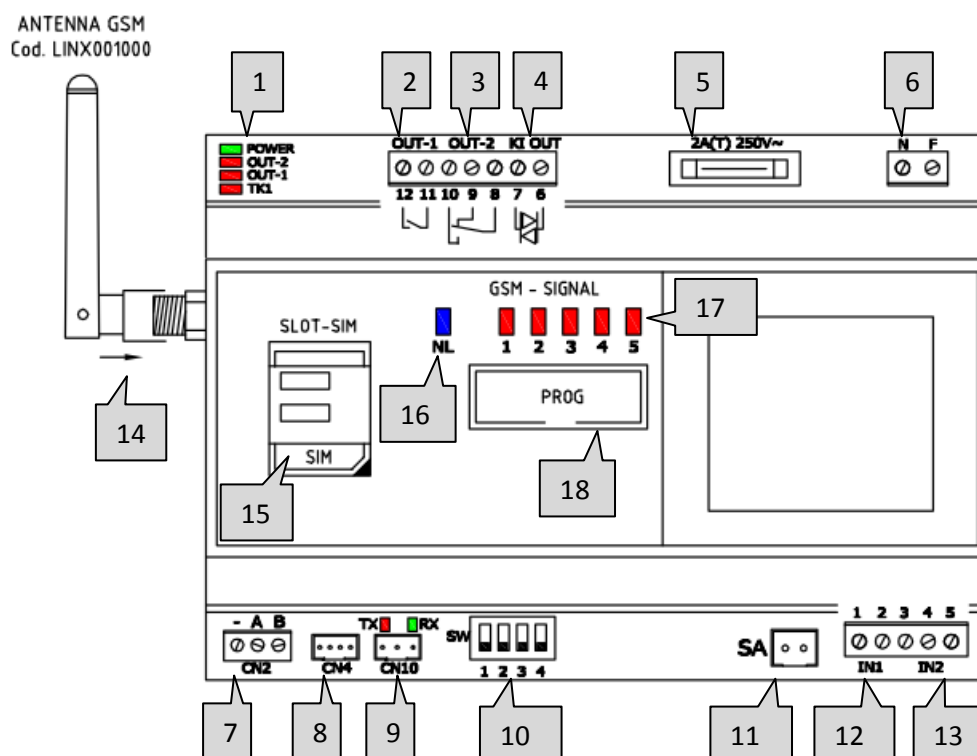 ANTENNA GSM
Cod. LINX001000
1
2
3
4
5
6
POWER
OUT-2
OUT-1
TK1
OUT-1 OUT-2 KI OUT
12 11 10 9 8 7 6
2A(T) 250V~
N F
GSM - SIGNAL
17
SLOT-SIM
NL
1 2 3 4 5
16
PROG
14
SIM
15
18
- A B
CN2
CN4
TX RX
CN10
SW
1 2 3 4
SA
1 2 3 4 5
IN1 IN2
7
8
9
10
11
12
13